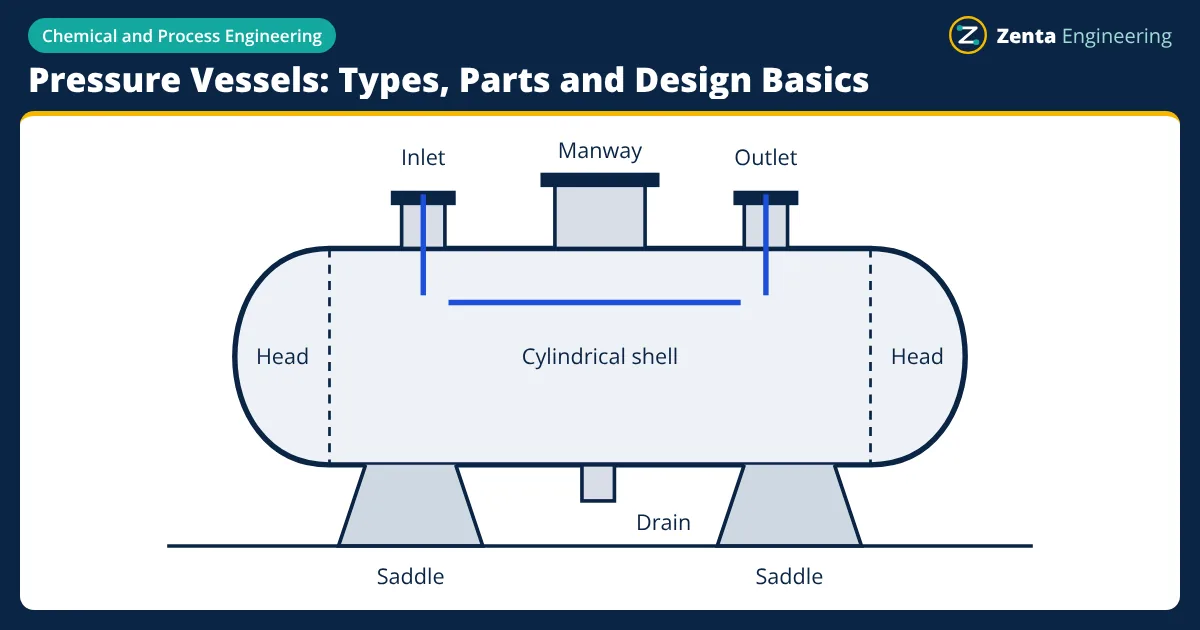 Chemical and Process Engineering
Zenta Engineering
Pressure Vessels: Types, Parts and Design Basics
Inlet
Manway
Outlet
Head
Cylindrical shell
Head
Drain
Saddle
Saddle